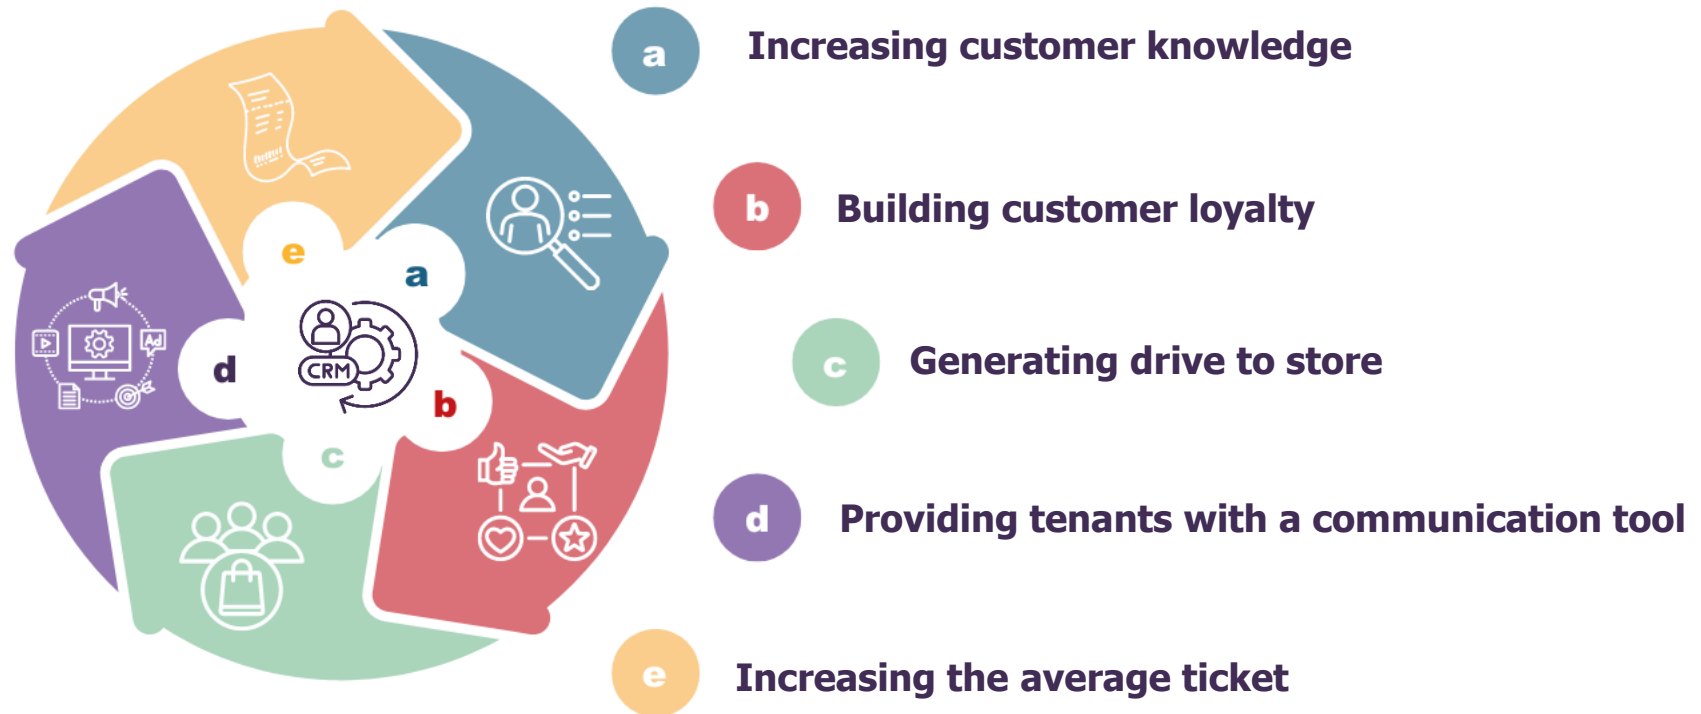 a Increasing customer knowledge
b Building customer loyalty
c Generating drive to store
d Providing tenants with a communication tool
e Increasing the average ticket
e
a
d
CRM
b
c
Ad